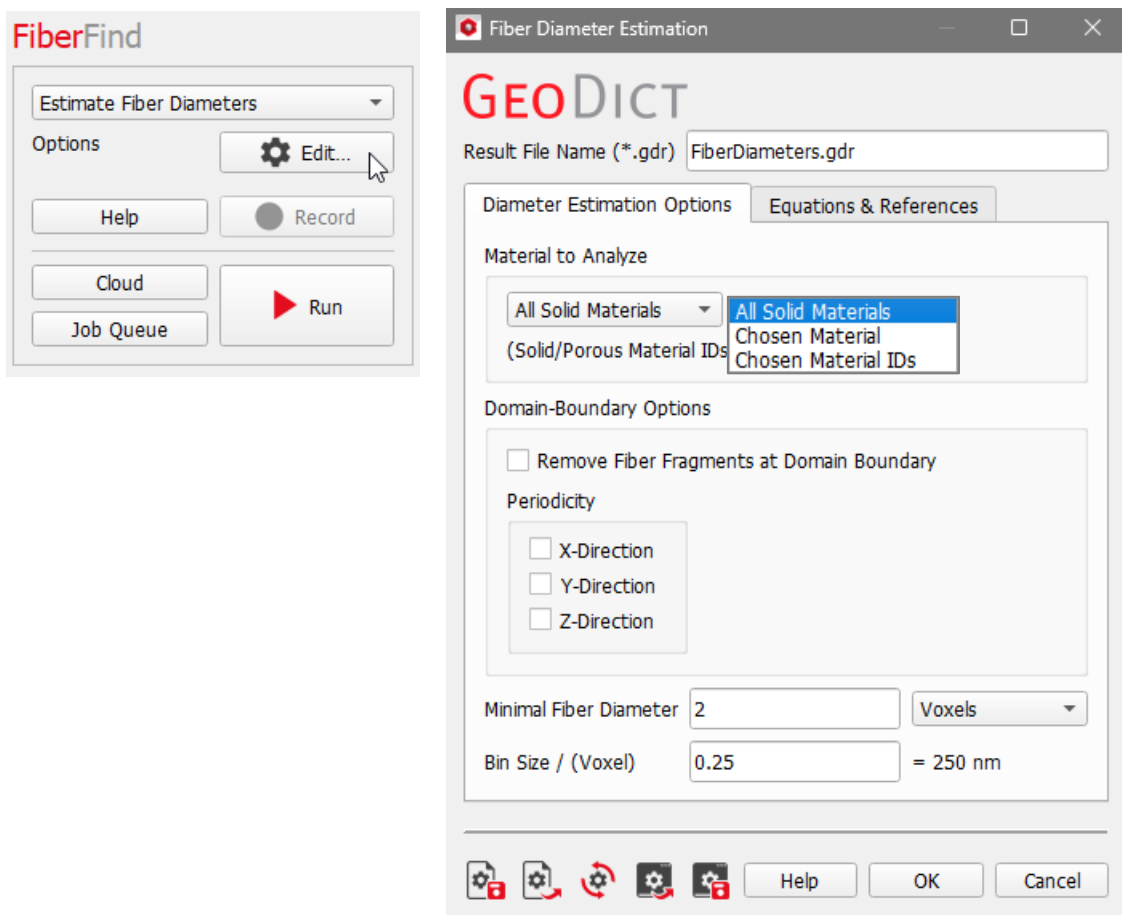 FiberFind
Estimate Fiber Diameters
Options
Edit...
Help
Record
Cloud
Run
Job Queue
Fiber Diameter Estimation
GEODICT
Result File Name (*.gdr) FiberDiameters.gdr
Diameter Estimation Options Equations & References
Material to Analyze
All Solid Materials All Solid Materials
Chosen Material
(Solid/Porous Material IDs Chosen Material IDs
Domain-Boundary Options
Remove Fiber Fragments at Domain Boundary
Periodicity
X-Direction
Y-Direction
Z-Direction
Minimal Fiber Diameter 2 Voxels
Bin Size / (Voxel) 0.25 = 250 nm
Help OK Cancel